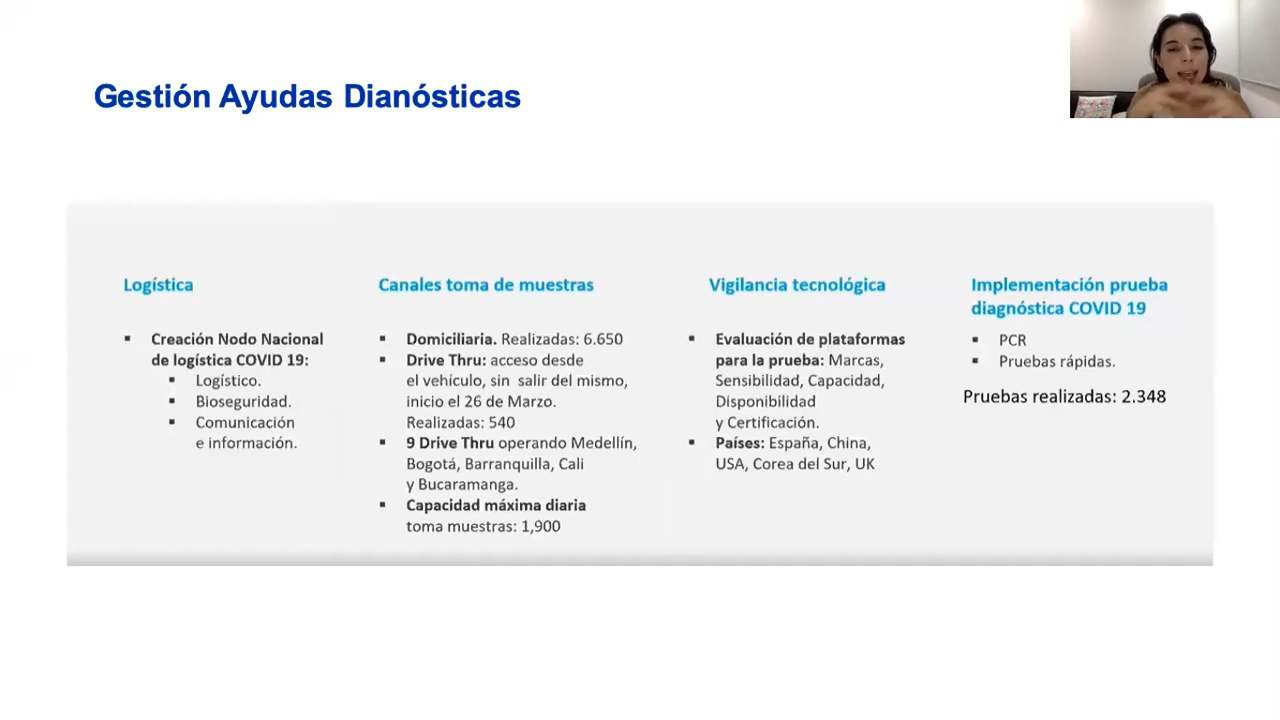 Gestión Ayudas Dianósticas
Logística
▪ Creación Nodo Nacional
de logística COVID 19:
▪ Logístico.
▪ Bioseguridad.
▪ Comunicación
e información.
Canales toma de muestras
▪ Domiciliaria. Realizadas: 6.650
▪ Drive Thru: acceso desde
el vehículo, sin salir del mismo,
inicio el 26 de Marzo.
Realizadas: 540
▪ 9 Drive Thru operando Medellín,
Bogotá, Barranquilla, Cali
y Bucaramanga.
▪ Capacidad máxima diaria
toma muestras: 1,900
Vigilancia tecnológica
▪ Evaluación de plataformas
para la prueba: Marcas,
Sensibilidad, Capacidad,
Disponibilidad
y Certificación.
▪ Países: España, China,
USA, Corea del Sur, UK
Implementación prueba
diagnóstica COVID 19
▪ PCR
▪ Pruebas rápidas.
Pruebas realizadas: 2.348